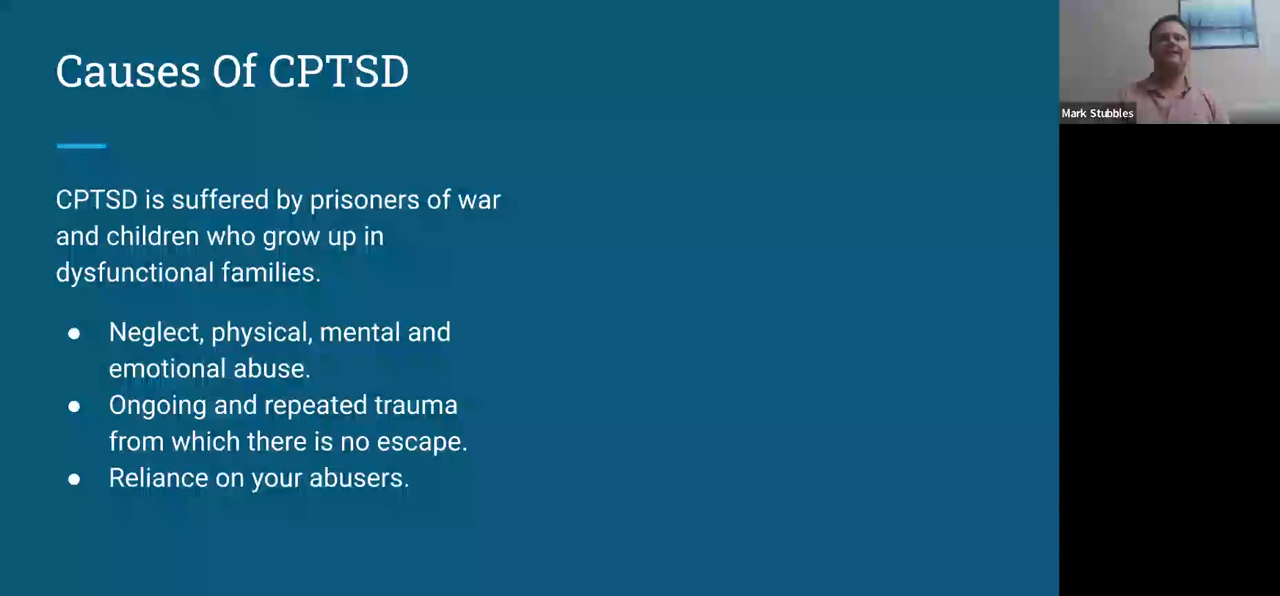 Causes Of CPTSD
CPTSD is suffered by prisoners of war
and children who grow up in
dysfunctional families.
● Neglect, physical, mental and
emotional abuse.
● Ongoing and repeated trauma
from which there is no escape.
● Reliance on your abusers.
Mark Stubbles